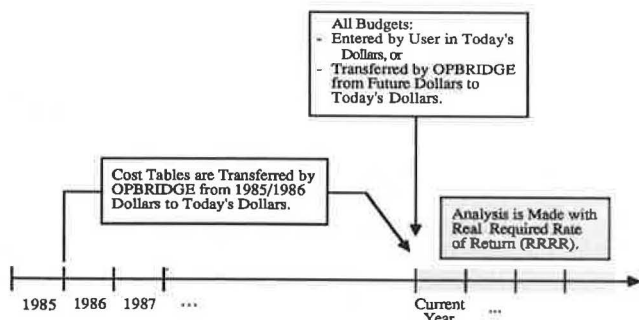 All Budgets:
- Entered by User in Today's
Dollars, or
- Transferred by OPBRIDGE
from Future Dollars to
Today's Dollars.
Cost Tables are Transferred by
OPBRIDGE from 1985/1986
Dollars to Today's Dollars.
Analysis is Made with
Real Required Rate
of Return (RRRR).
1985 1986 1987 ... Current ...
Year